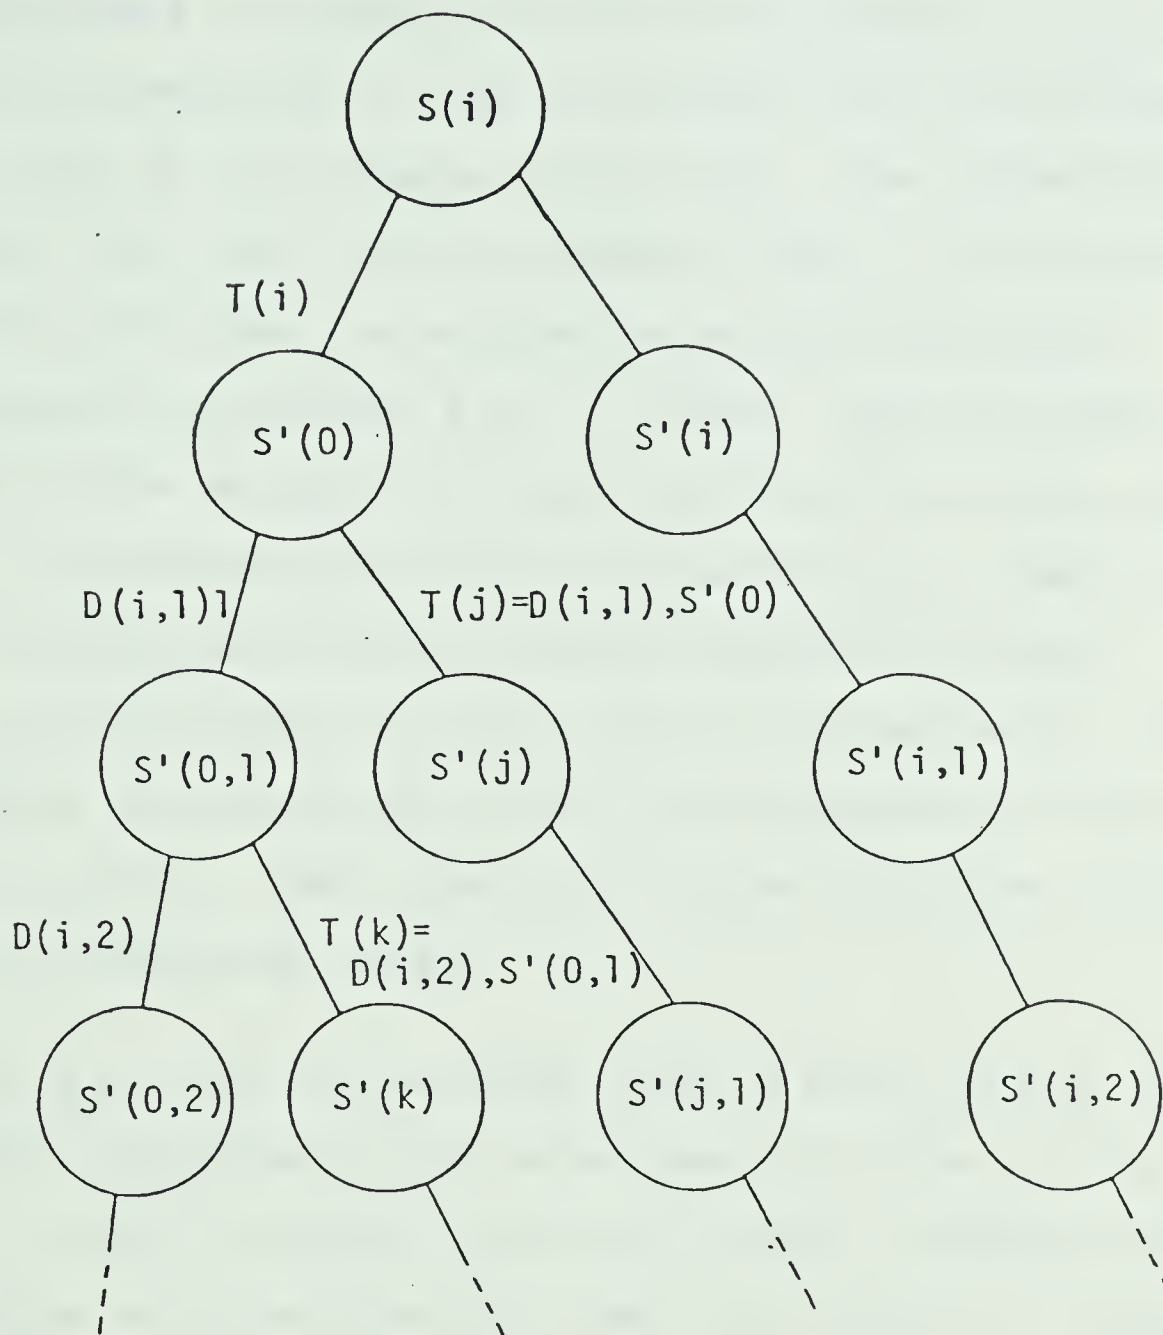 S(i)
T(i)
S'(0)
S'(i)
D(i,1)1
T(j)=D(i,1),S'(0)
S'(0,1)
S'(j)
S'(i,1)
D(i,2)
T(k)=
D(i,2),S'(0,1)
S'(0,2)
S'(k)
S'(j,1)
S'(i,2)